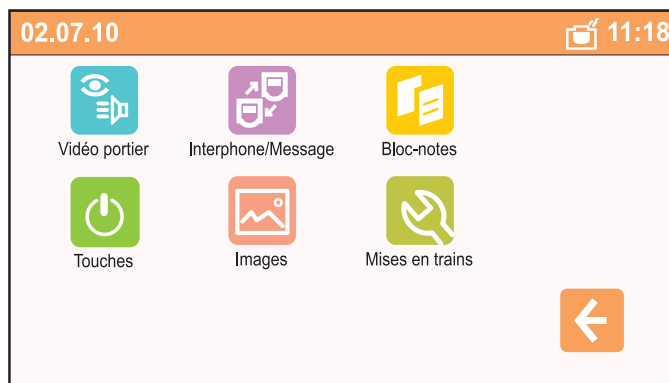 02.07.10 11:18
Vidéo portier Interphone/Message Bloc-notes
Touches Images Mises en trains